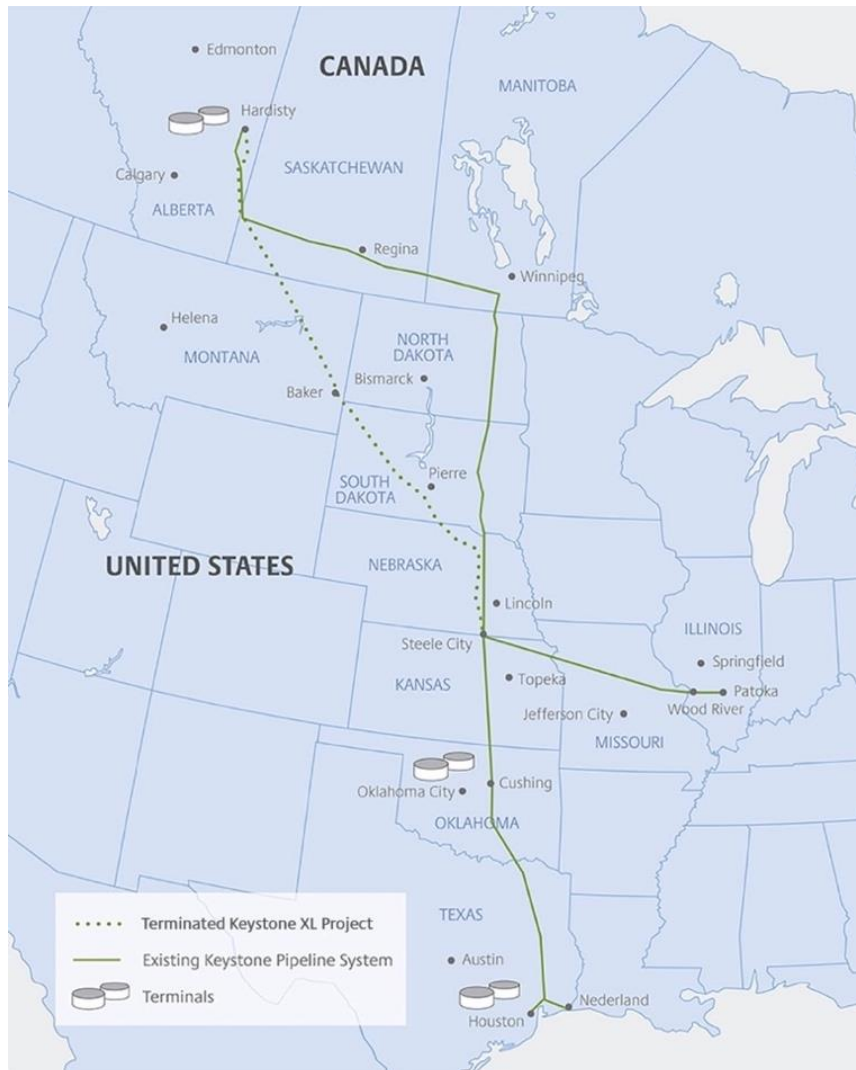 Edmonton
CANADA
MANITOBA
Hardisty
SASKATCHEWAN
Calgary
ALBERTA
Regina
Winnipeg
Helena
NORTH
DAKOTA
MONTANA
Bismarck
Baker
Pierre
SOUTH
DAKOTA
UNITED STATES
NEBRASKA
Lincoln
ILLINOIS
Steele City
Springfield
KANSAS
Topeka
Patoka
Wood River
Jefferson City
MISSOURI
Cushing
Oklahoma City
OKLAHOMA
TEXAS
Terminated Keystone XL Project
Existing Keystone Pipeline System
Austin
Terminals
Nederland
Houston